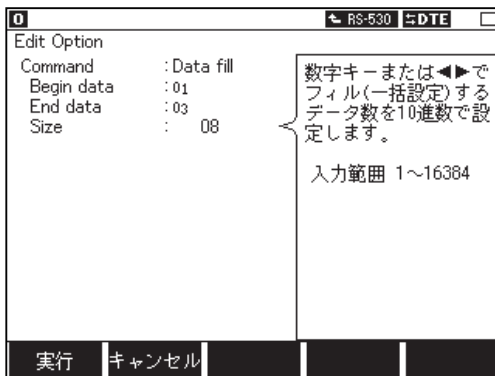 0
RS-530 DTE
Edit Option
Command :Data fill
Begin data :01
End data :03
Size : 08
数字キーまたは◀▶で
フィル(一括設定)する
データ数を10進数で設
定します。
入力範囲 1～16384
実行 キャンセル